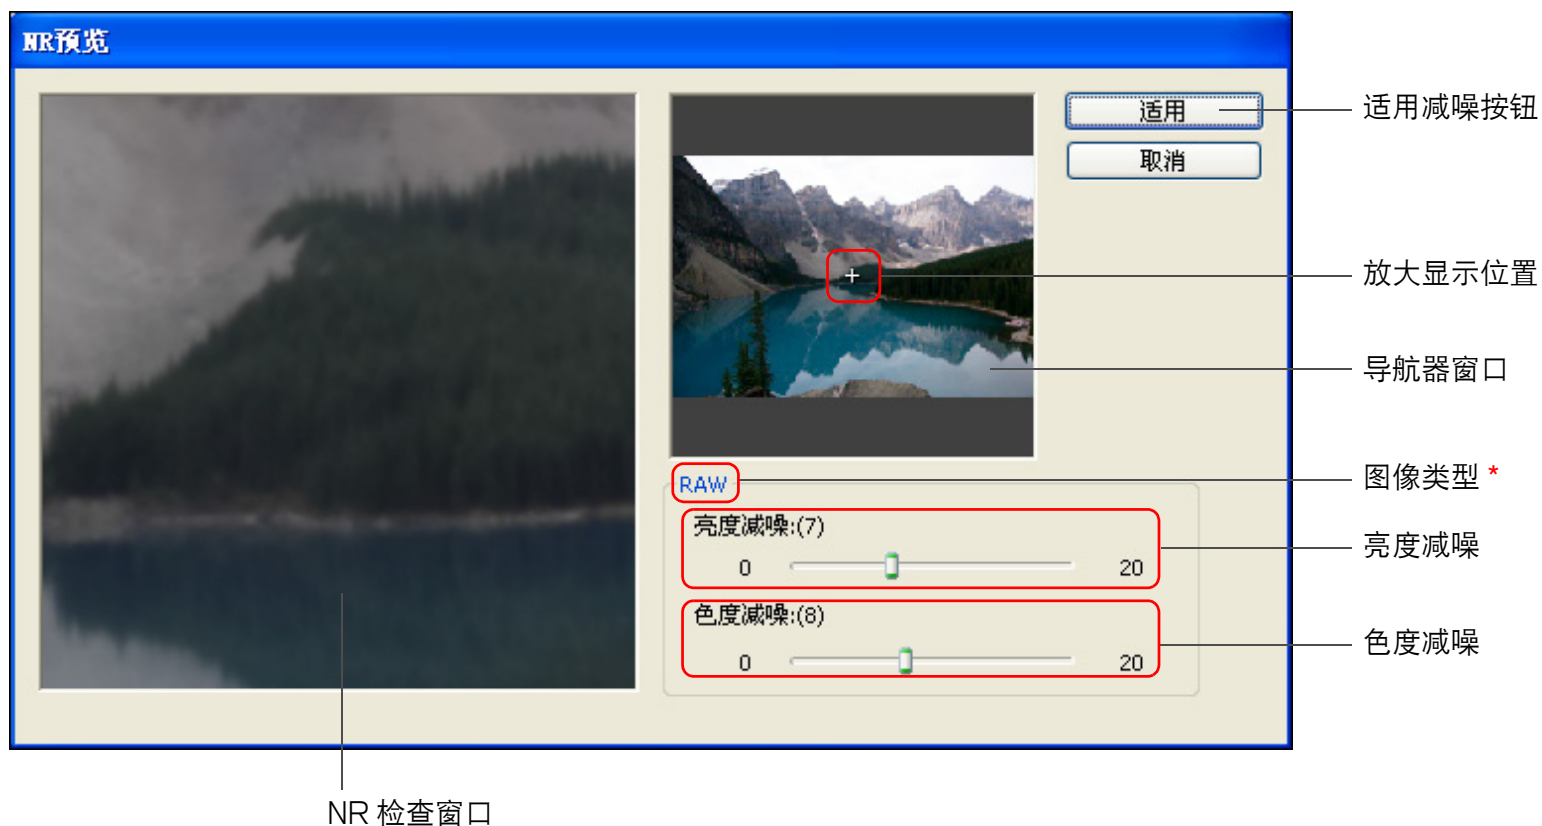 NR预览
适用
适用减噪按钮
取消
放大显示位置
导航器窗口
RAW
图像类型 *
亮度减噪:(7)
0
20
亮度减噪
色度减噪:(8)
0
20
色度减噪
NR 检查窗口